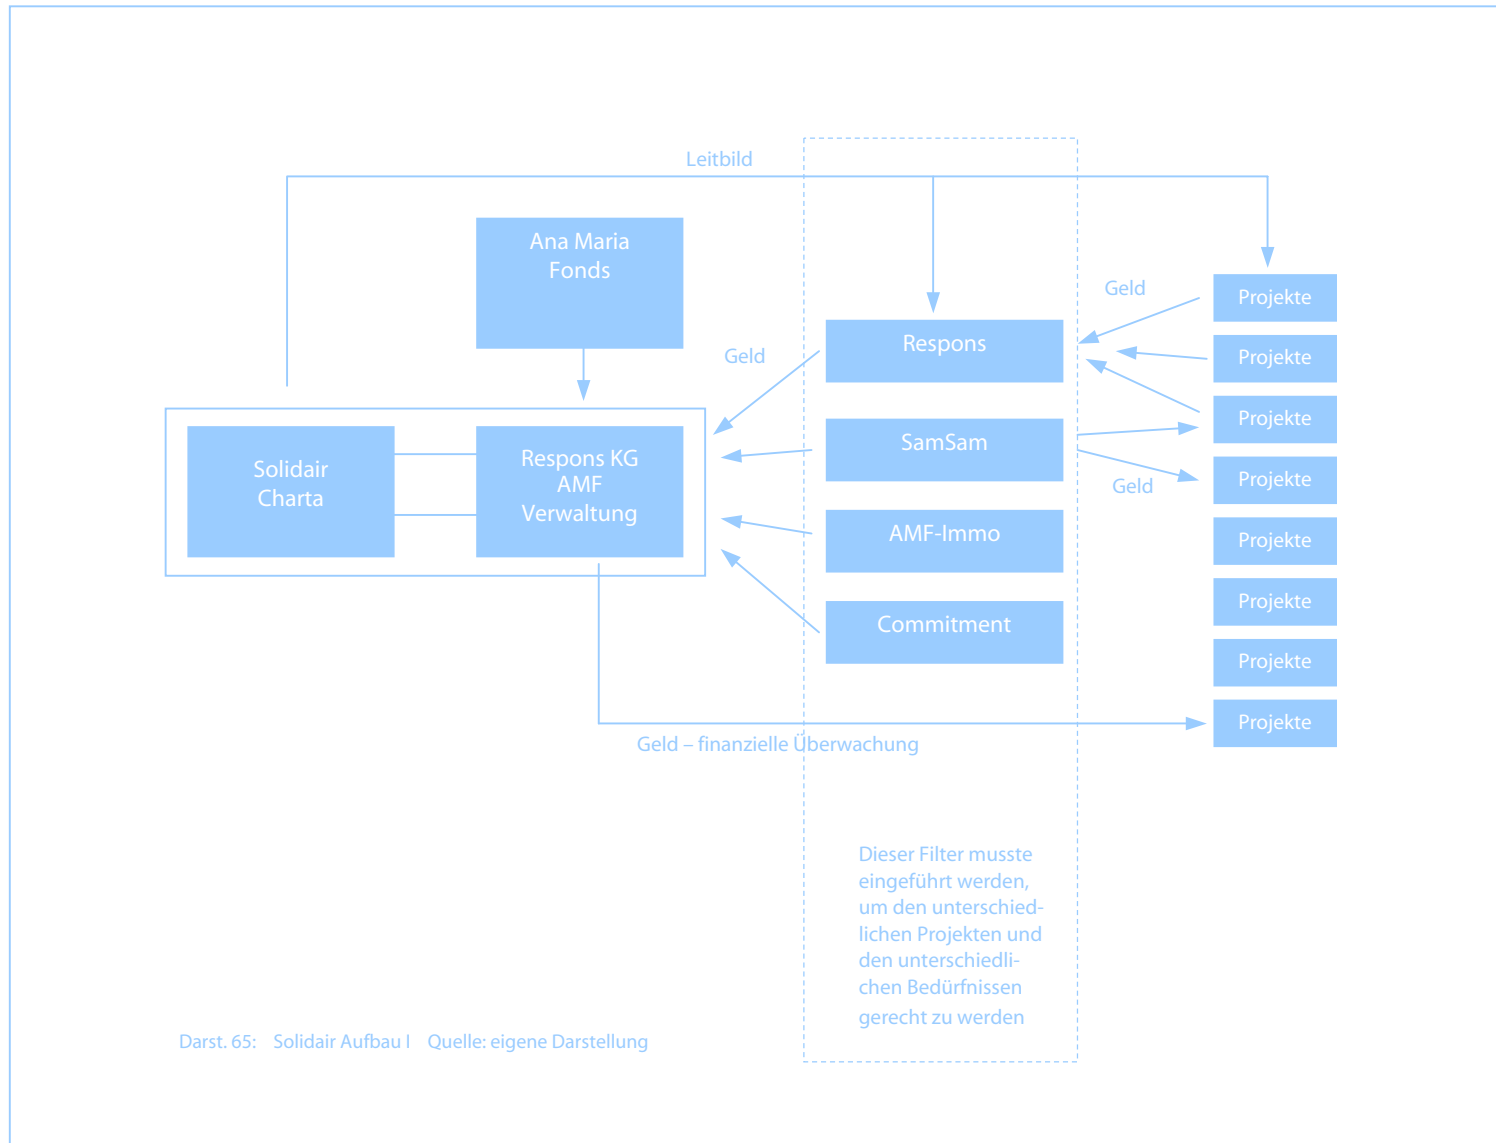 Leitbild
Ana Maria
Fonds
Geld
Projekte
Respons
Geld
Projekte
Projekte
Solidair
Charta
Respons KG
AMF
Verwaltung
SamSam
Geld
Projekte
AMF-Immo
Projekte
Commitment
Projekte
Projekte
Projekte
Geld – finanzielle Überwachung
Dieser Filter musste
eingeführt werden,
um den unterschied-
lichen Projekten und
den unterschiedli-
chen Bedürfnissen
gerecht zu werden
Darst. 65: Solidair Aufbau I Quelle: eigene Darstellung